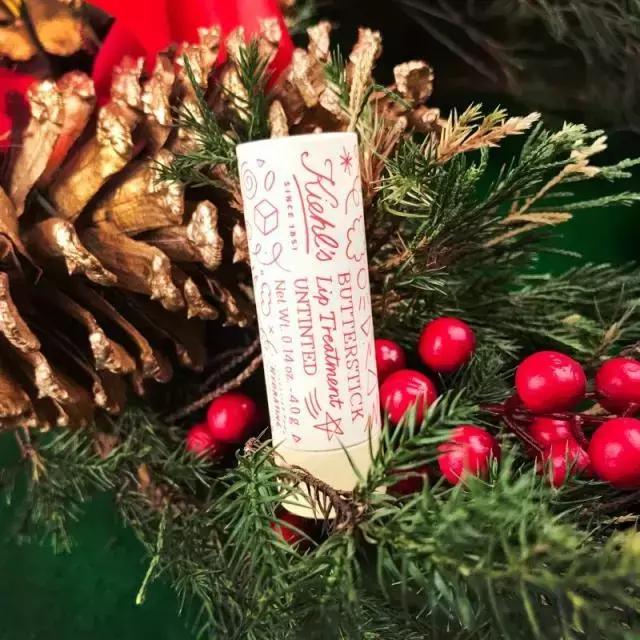 Kiehl's
SINCE 1851
BUTTERSTICK
Lip Treatment
UNTINTED
Net Wt. 0.14 oz. - 4.0 g